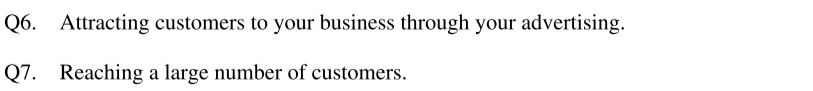 Q6. Attracting customers to your business through your advertising.
Q7. Reaching a large number of customers.